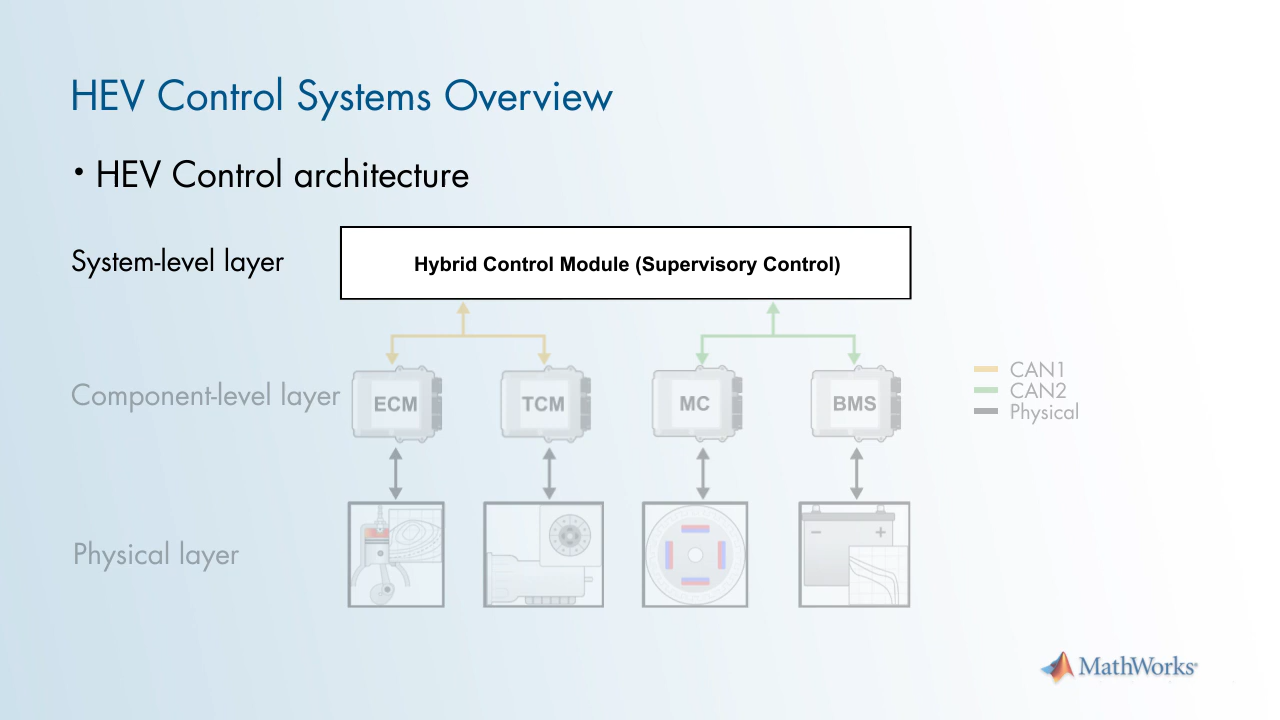 HEV Control Systems Overview
• HEV Control architecture
System-level layer
Hybrid Control Module (Supervisory Control)
Component-level layer
ECM
TCM
MC
BMS
CAN1
CAN2
Physical
Physical layer
MathWorks®